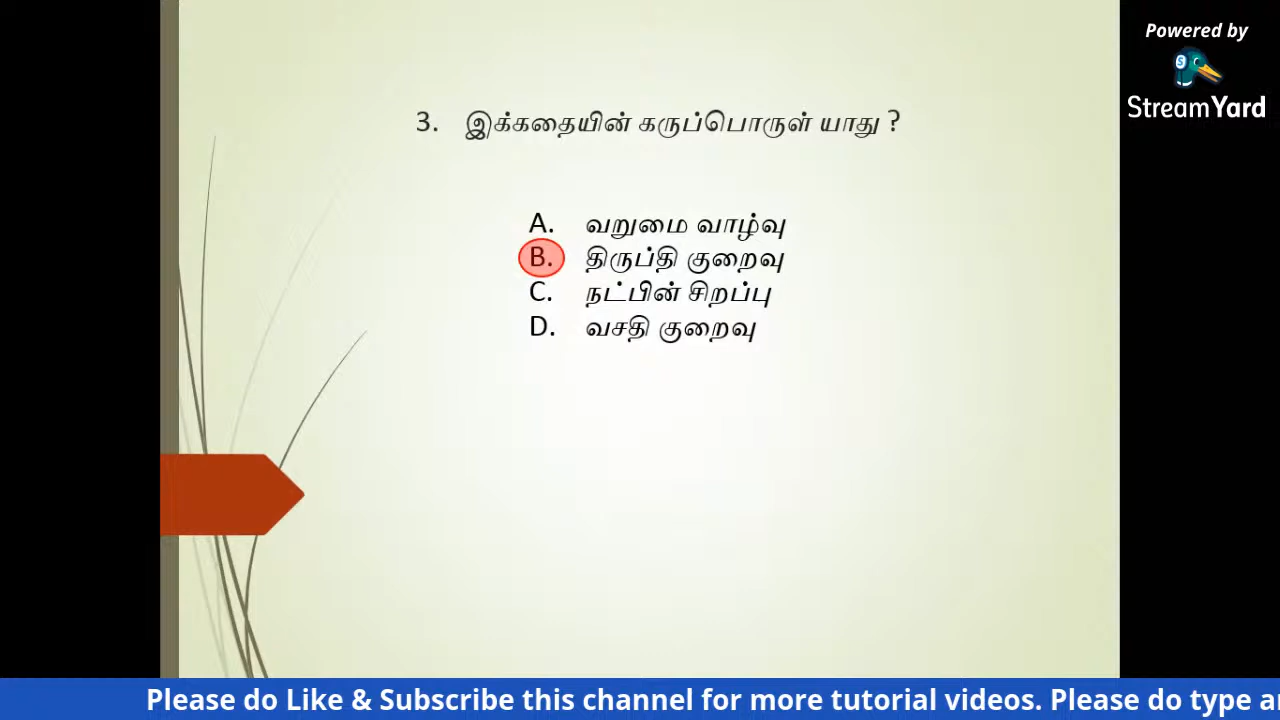 Powered by
StreamYard
3. இக்கதையின் கருப்பொருள் யாது ?
A. வறுமை வாழ்வு
B. திருப்தி குறைவு
C. நட்பின் சிறப்பு
D. வசதி குறைவு
Please do Like & Subscribe this channel for more tutorial videos. Please do type